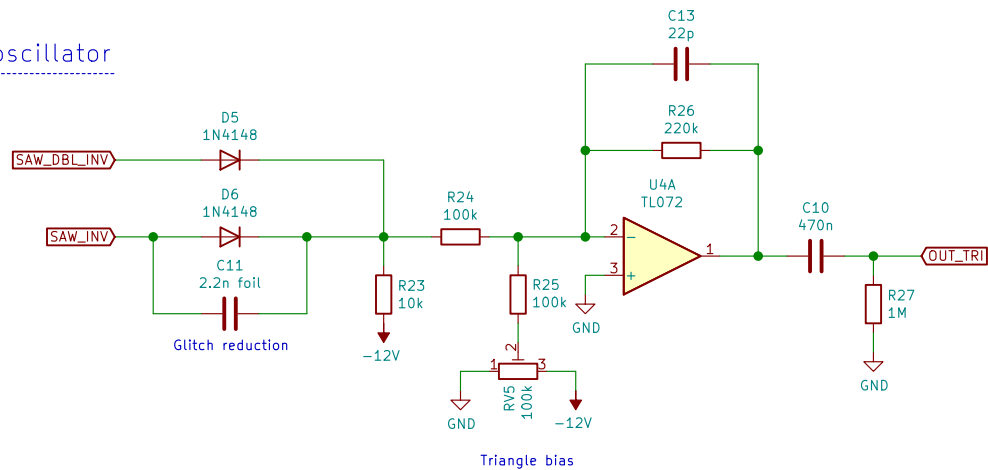 oscillator
C13
22p
R26
220k
D5
1N4148
SAW_DBL_INV
D6
1N4148
SAW_INV
C11
2.2n foil
Glitch reduction
R24
100k
R23
10k
-12V
R25
100k
U4A
TL072
2
3
1
−
+
GND
C10
470n
OUT_TRI
R27
1M
GND
2
1
3
RV5
100k
GND
-12V
Triangle bias